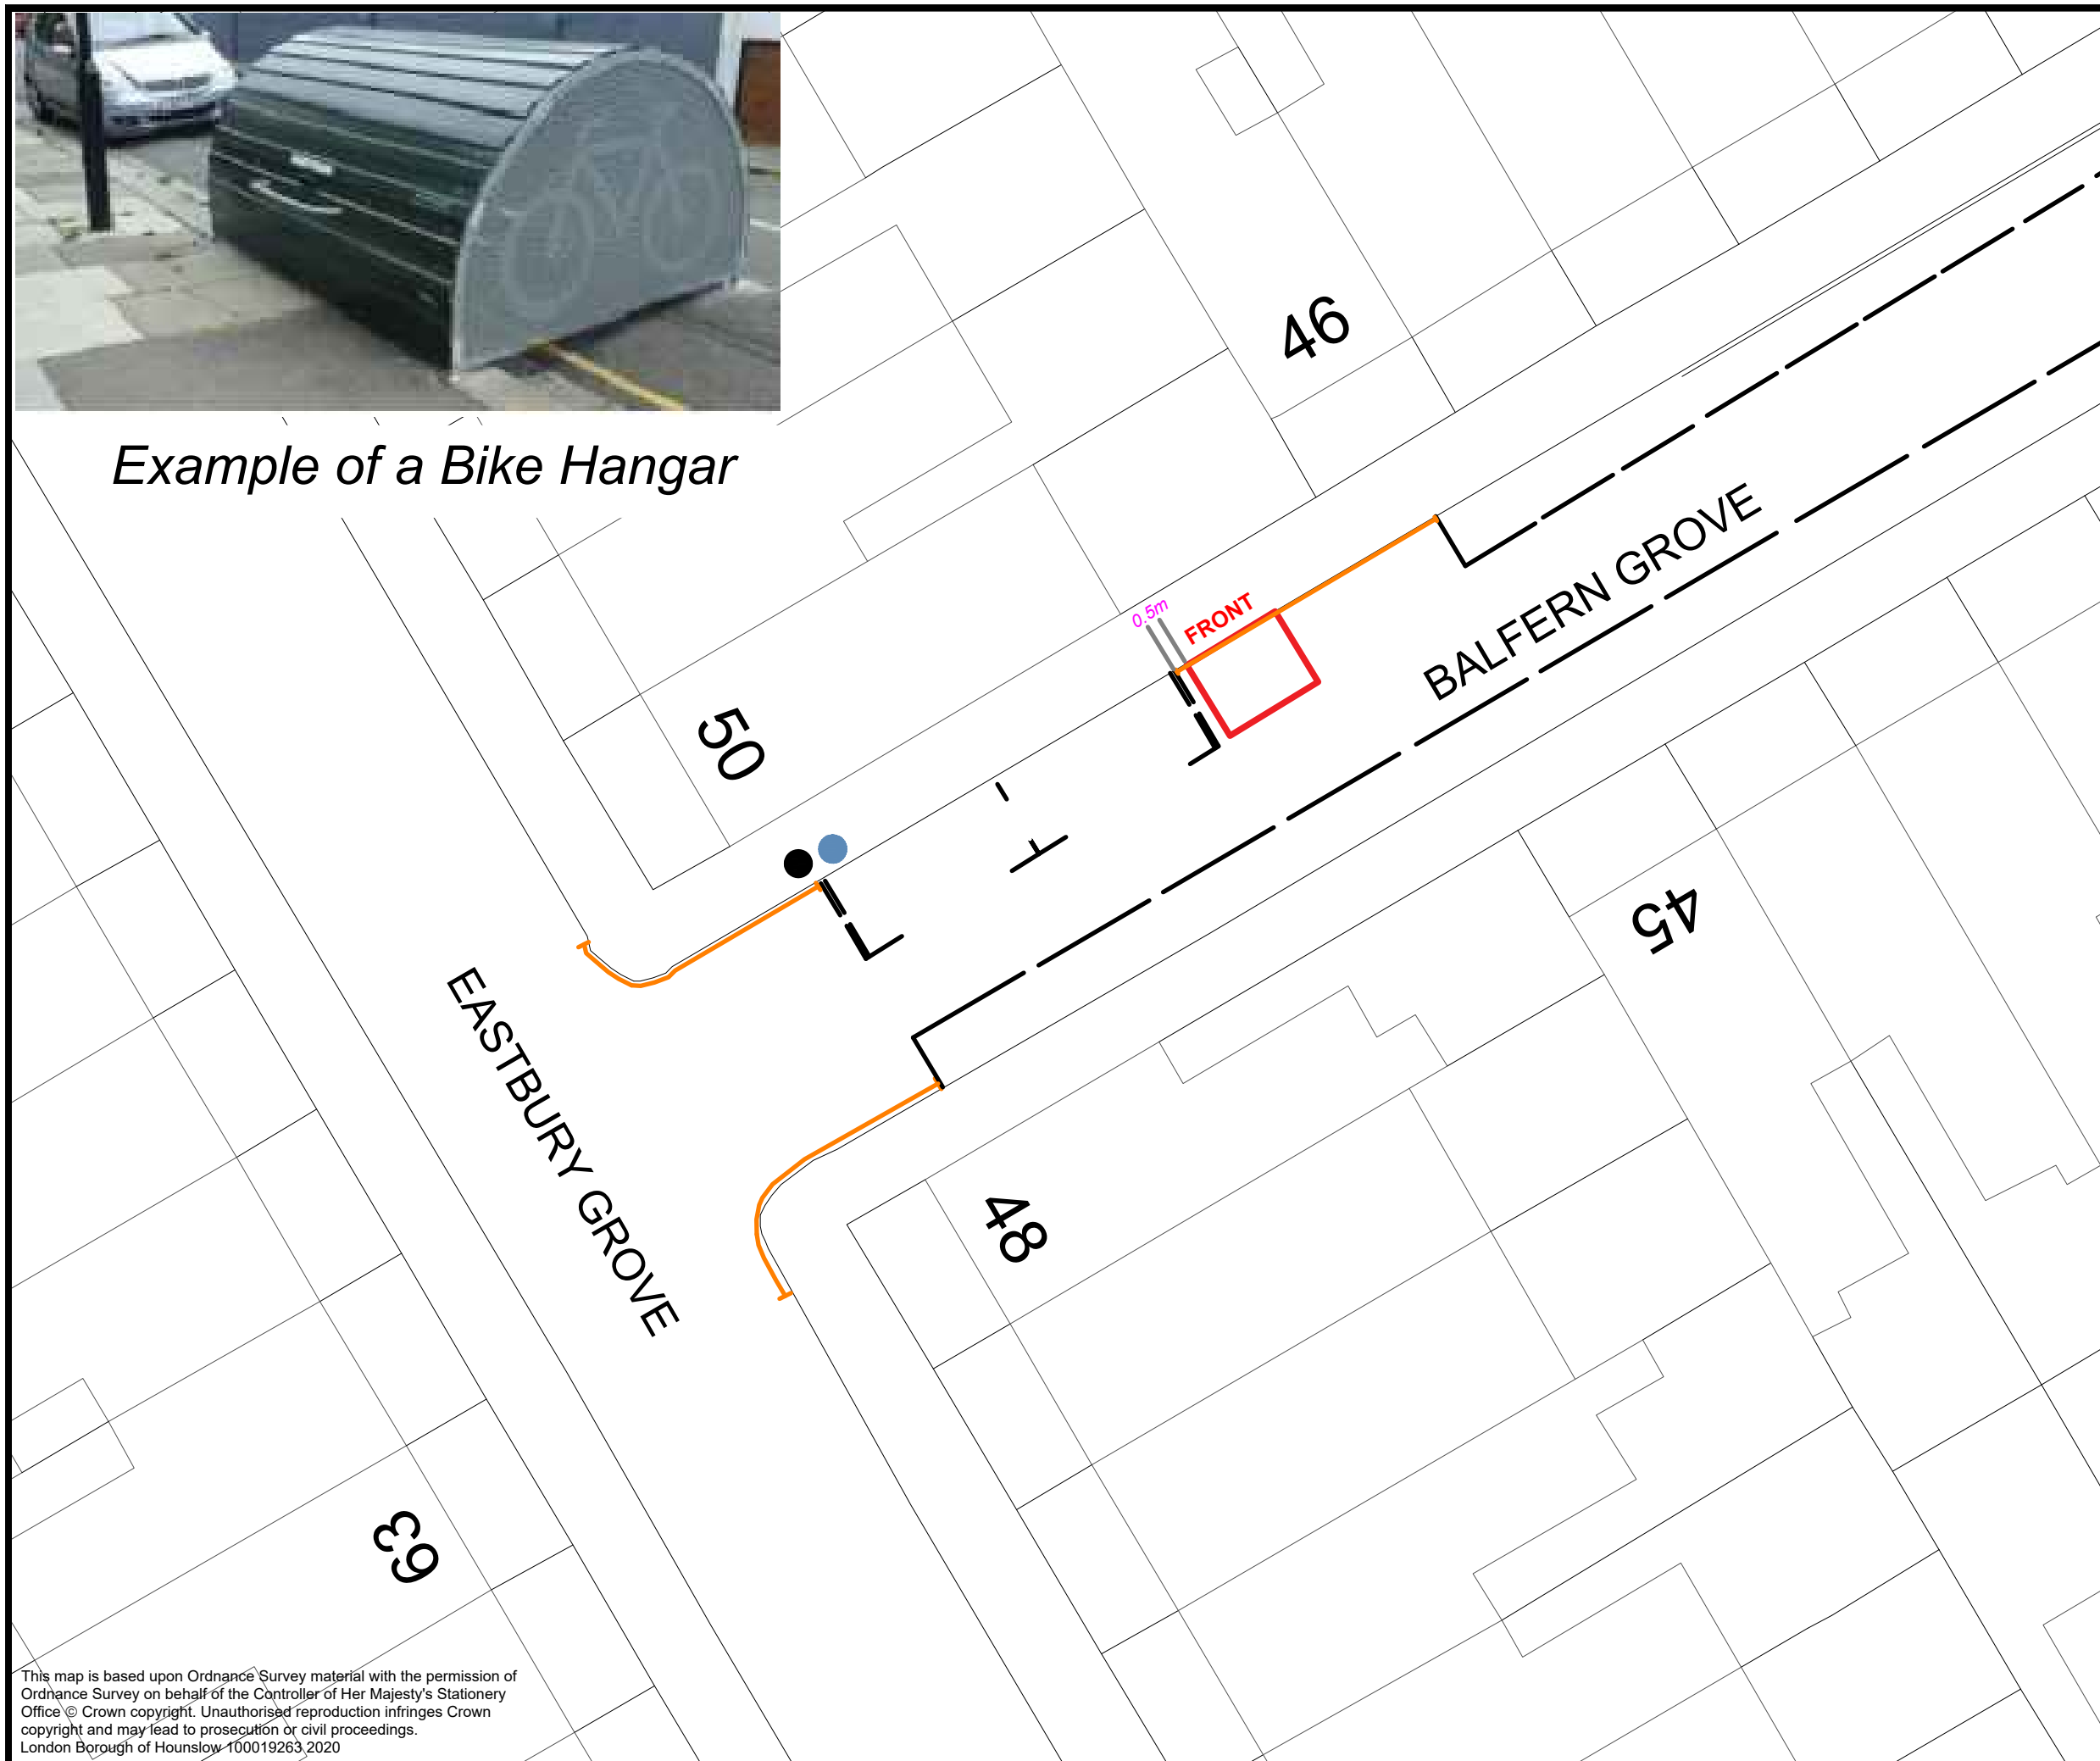 Example of a Bike Hangar
46
0.5m
FRONT
BALFERN GROVE
50
45
EASTBURY GROVE
48
63
This map is based upon Ordnance Survey material with the permission of
Ordnance Survey on behalf of the Controller of Her Majesty's Stationery
Office © Crown copyright. Unauthorised reproduction infringes Crown
copyright and may lead to prosecution or civil proceedings.
London Borough of Hounslow 100019263 2020